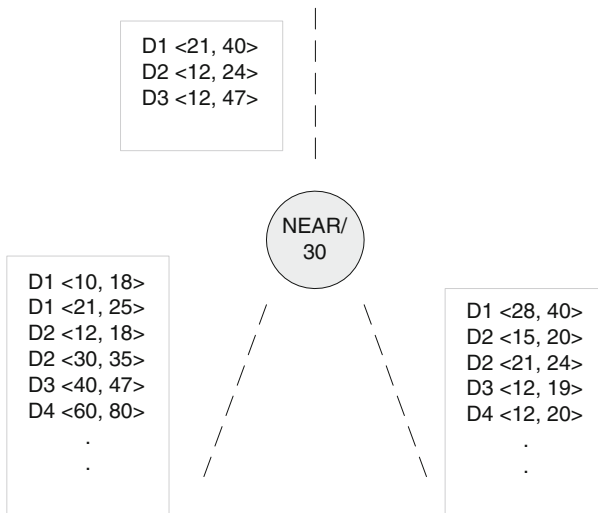 D1 <21, 40>
D2 <12, 24>
D3 <12, 47>
NEAR/
30
D1 <10, 18>
D1 <21, 25>
D2 <12, 18>
D2 <30, 35>
D3 <40, 47>
D4 <60, 80>
.
.
D1 <28, 40>
D2 <15, 20>
D2 <21, 24>
D3 <12, 19>
D4 <12, 20>
.
.